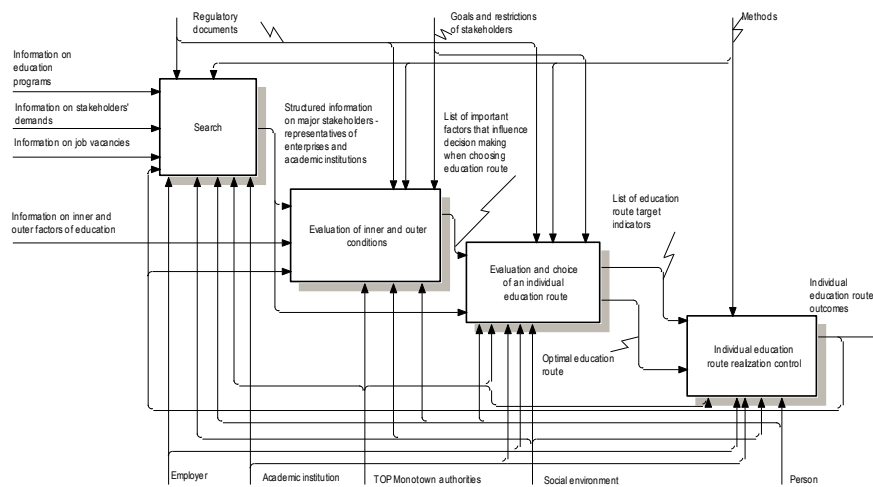 Regulatory
documents
Goals and restrictions
of stakeholders
Methods
Information on
education
programs
Information on stakeholders'
demands
Information on job vacancies
Search
Structured information
on major stakeholders -
representatives of
enterprises and
academic institutions
List of important
factors that influence
decision making
when choosing
education route
Information on inner and
outer factors of education
Evaluation of inner and outer
conditions
List of education
route target
indicators
Evaluation and choice
of an individual
education route
Individual
education route
outcomes
Optimal education
route
Individual education
route realization control
Employer
Academic institution
TOP Monotown authorities
Social environment
Person